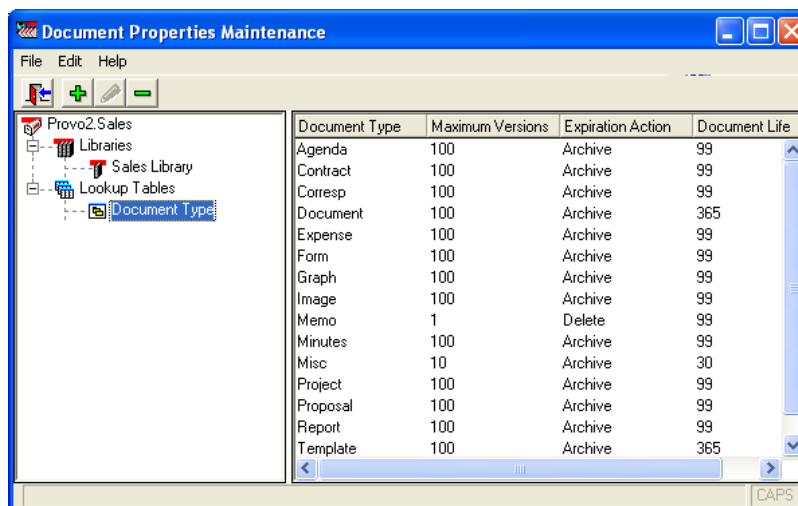 Document Properties Maintenance
File Edit Help
Provo2.Sales
Libraries
Sales Library
Lookup Tables
Document Type
Document Type Maximum Versions Expiration Action Document Life
Agenda 100 Archive 99
Contract 100 Archive 99
Corresp 100 Archive 99
Document 100 Archive 365
Expense 100 Archive 99
Form 100 Archive 99
Graph 100 Archive 99
Image 100 Archive 99
Memo 1 Delete 99
Minutes 100 Archive 99
Misc 10 Archive 30
Project 100 Archive 99
Proposal 100 Archive 99
Report 100 Archive 99
Template 100 Archive 365
CAPS